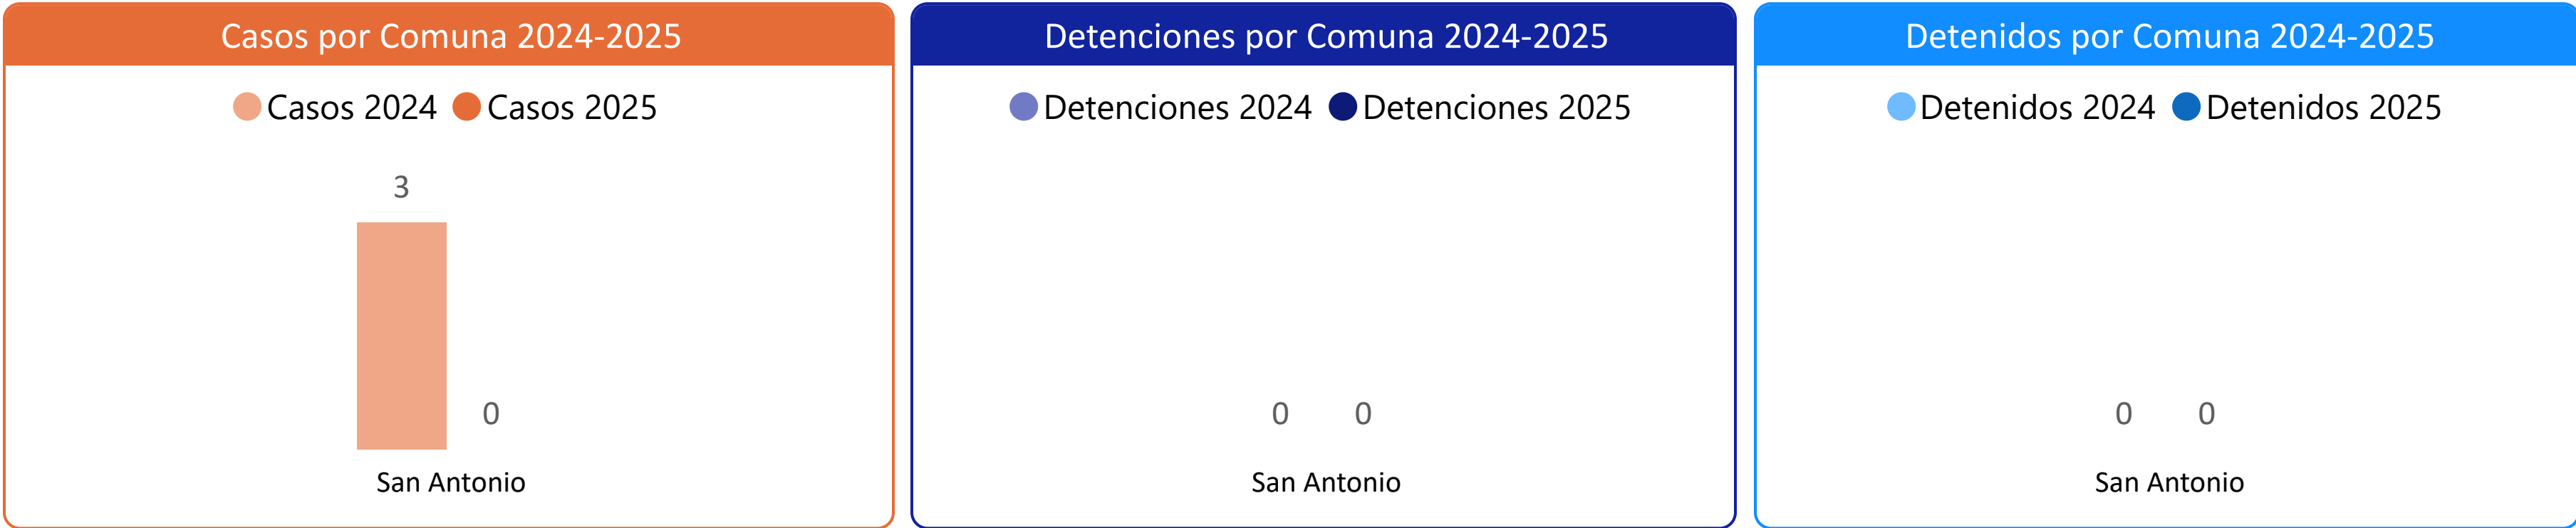 Casos por Comuna 2024-2025
Casos 2024 Casos 2025
3
0
San Antonio
Detenciones por Comuna 2024-2025
Detenciones 2024 Detenciones 2025
0 0
San Antonio
Detenidos por Comuna 2024-2025
Detenidos 2024 Detenidos 2025
0 0
San Antonio